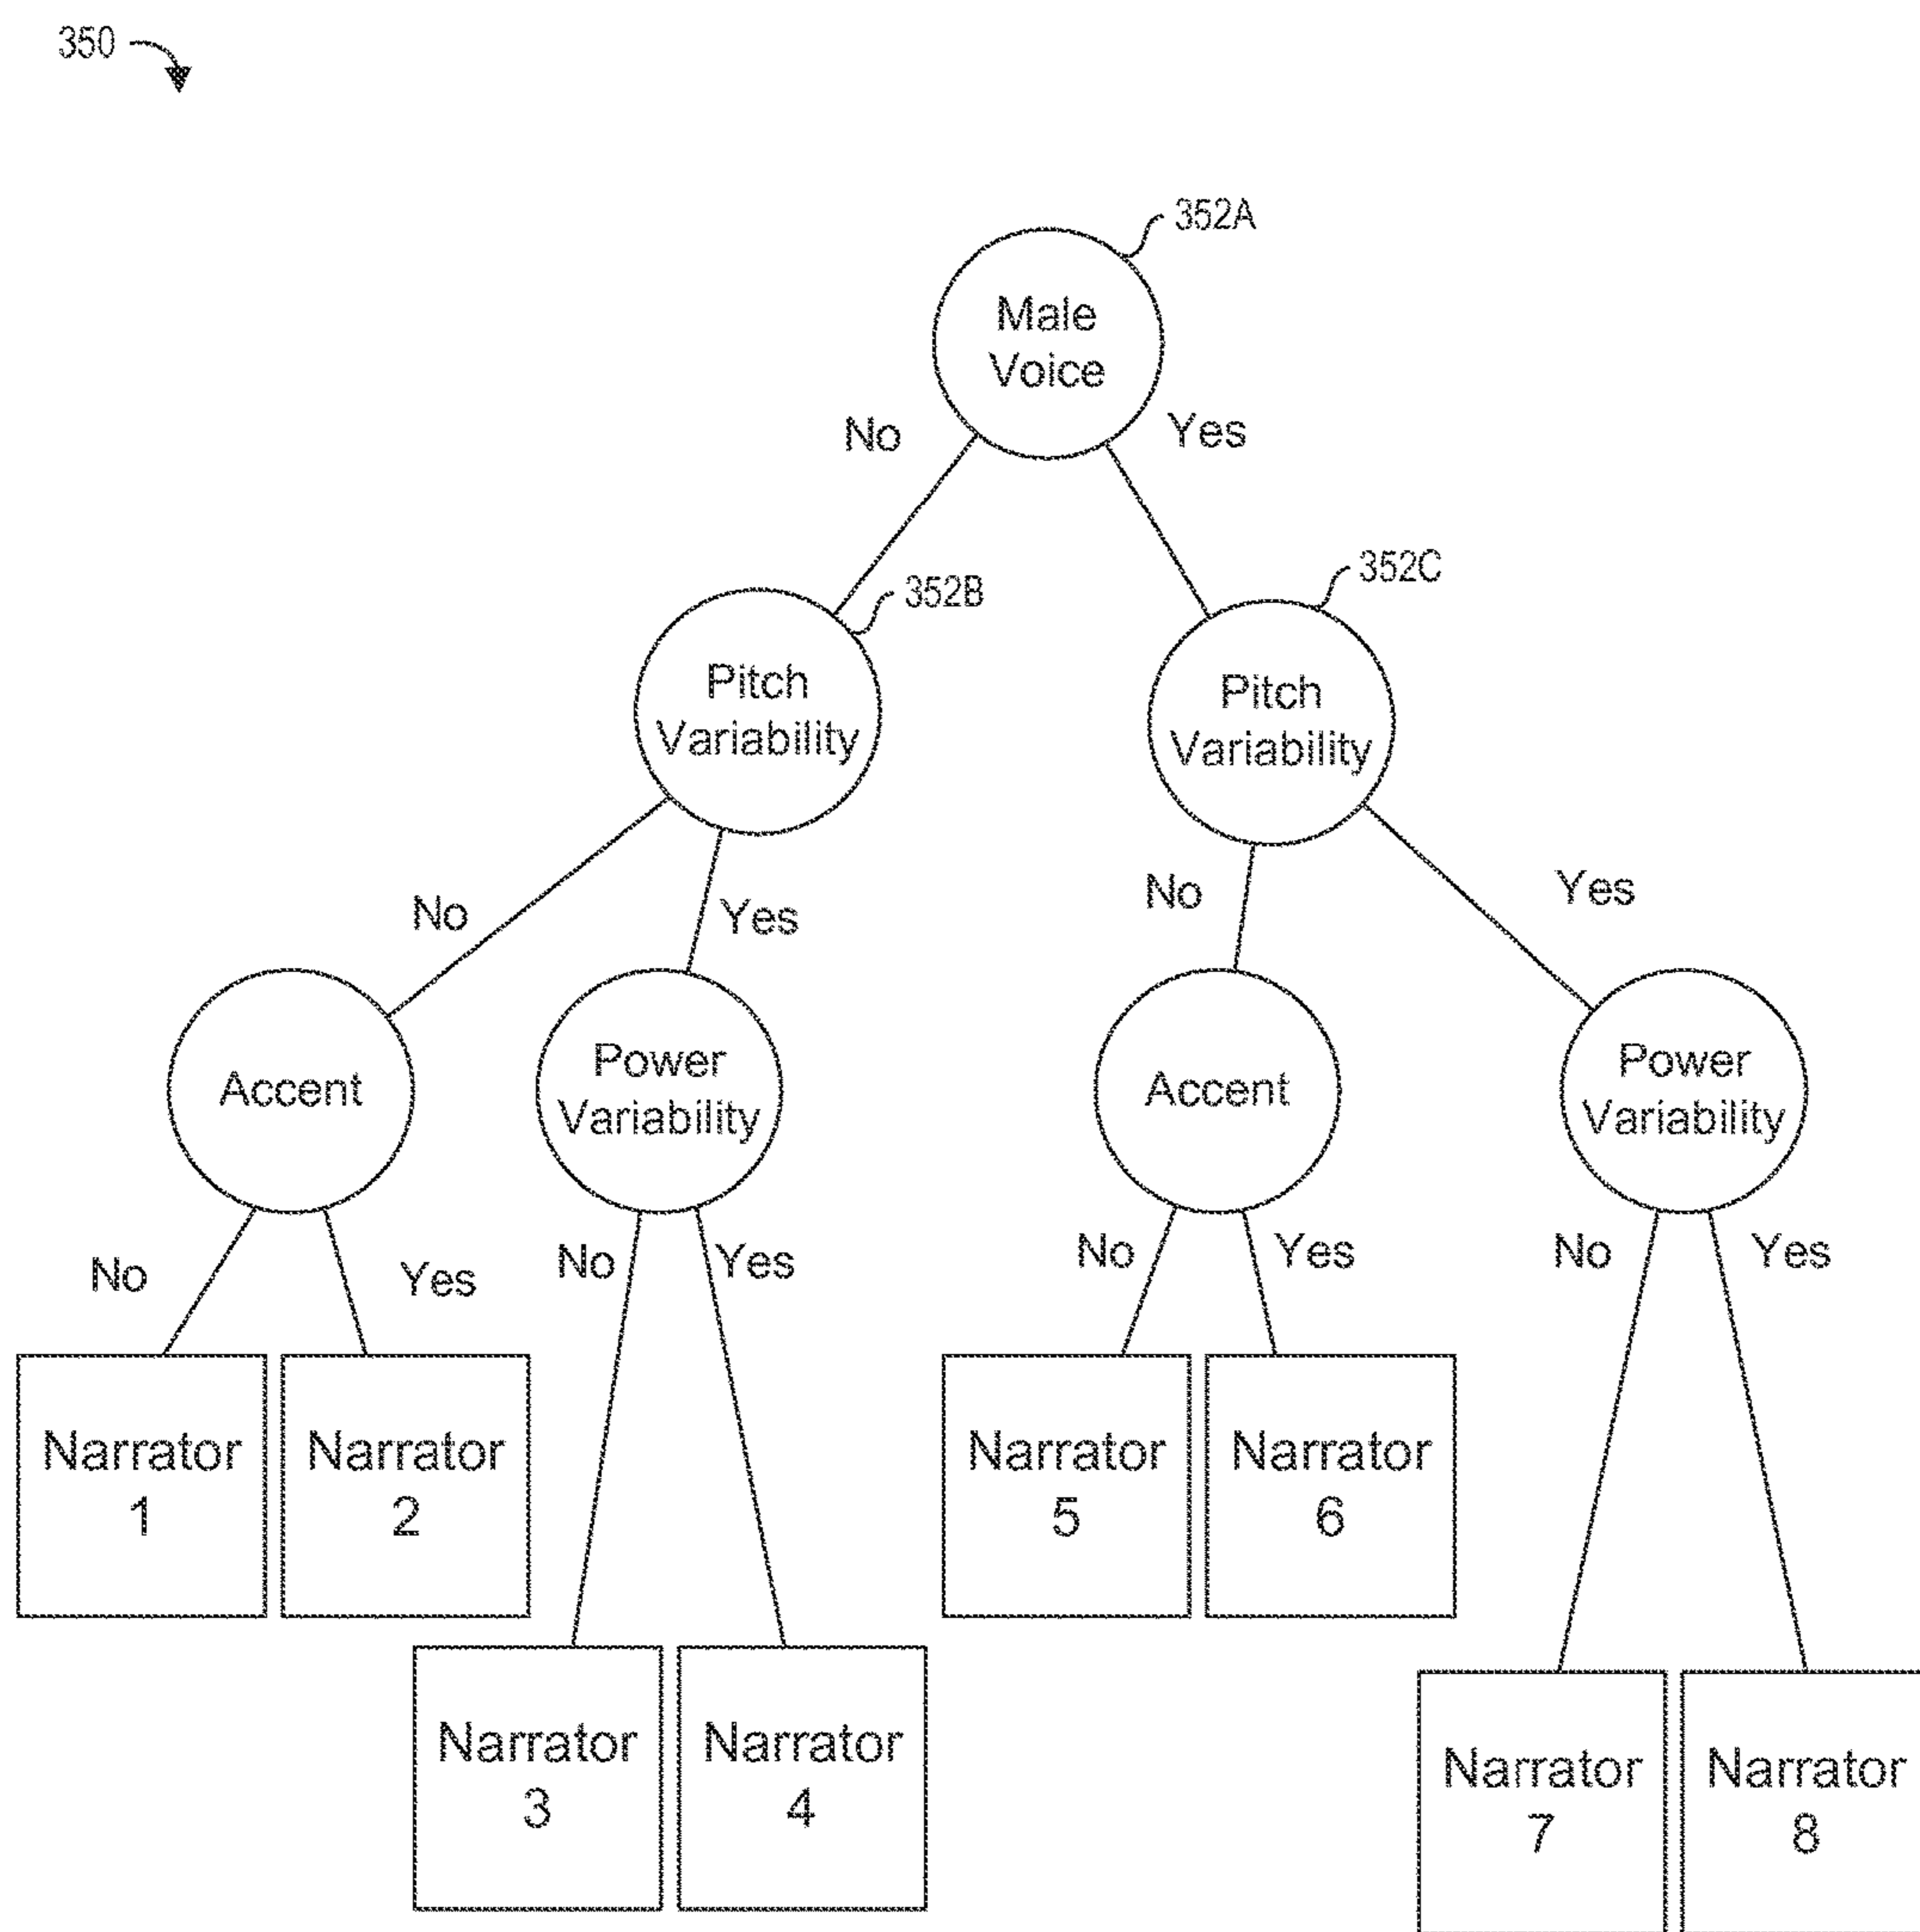 350
352A
Male
Voice
No
Yes
352B
352C
Pitch
Variability
Pitch
Variability
No
Yes
No
Yes
Accent
Power
Variability
Accent
Power
Variability
No
Yes
No
Yes
No
Yes
No
Yes
Narrator
1
Narrator
2
Narrator
5
Narrator
6
Narrator
3
Narrator
4
Narrator
7
Narrator
8